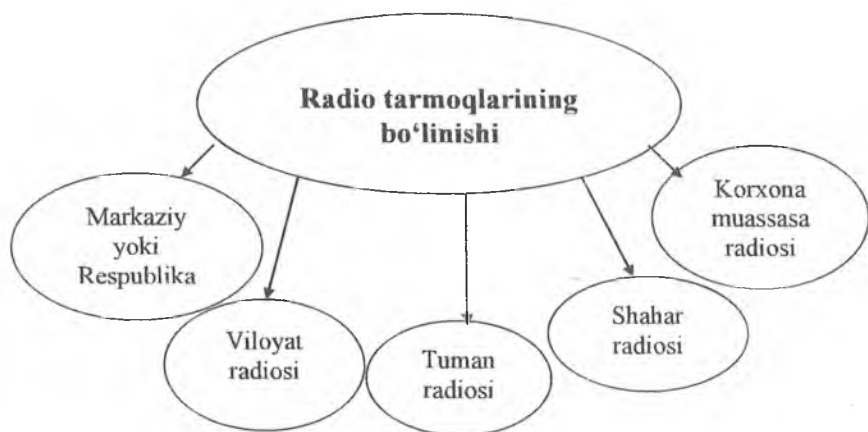 Radio tarmoqlarining
bo‘linishi
Markaziy
yoki
Respublika
Viloyat
radiosi
Tuman
radiosi
Shahar
radiosi
Korxona
muassasa
radiosi